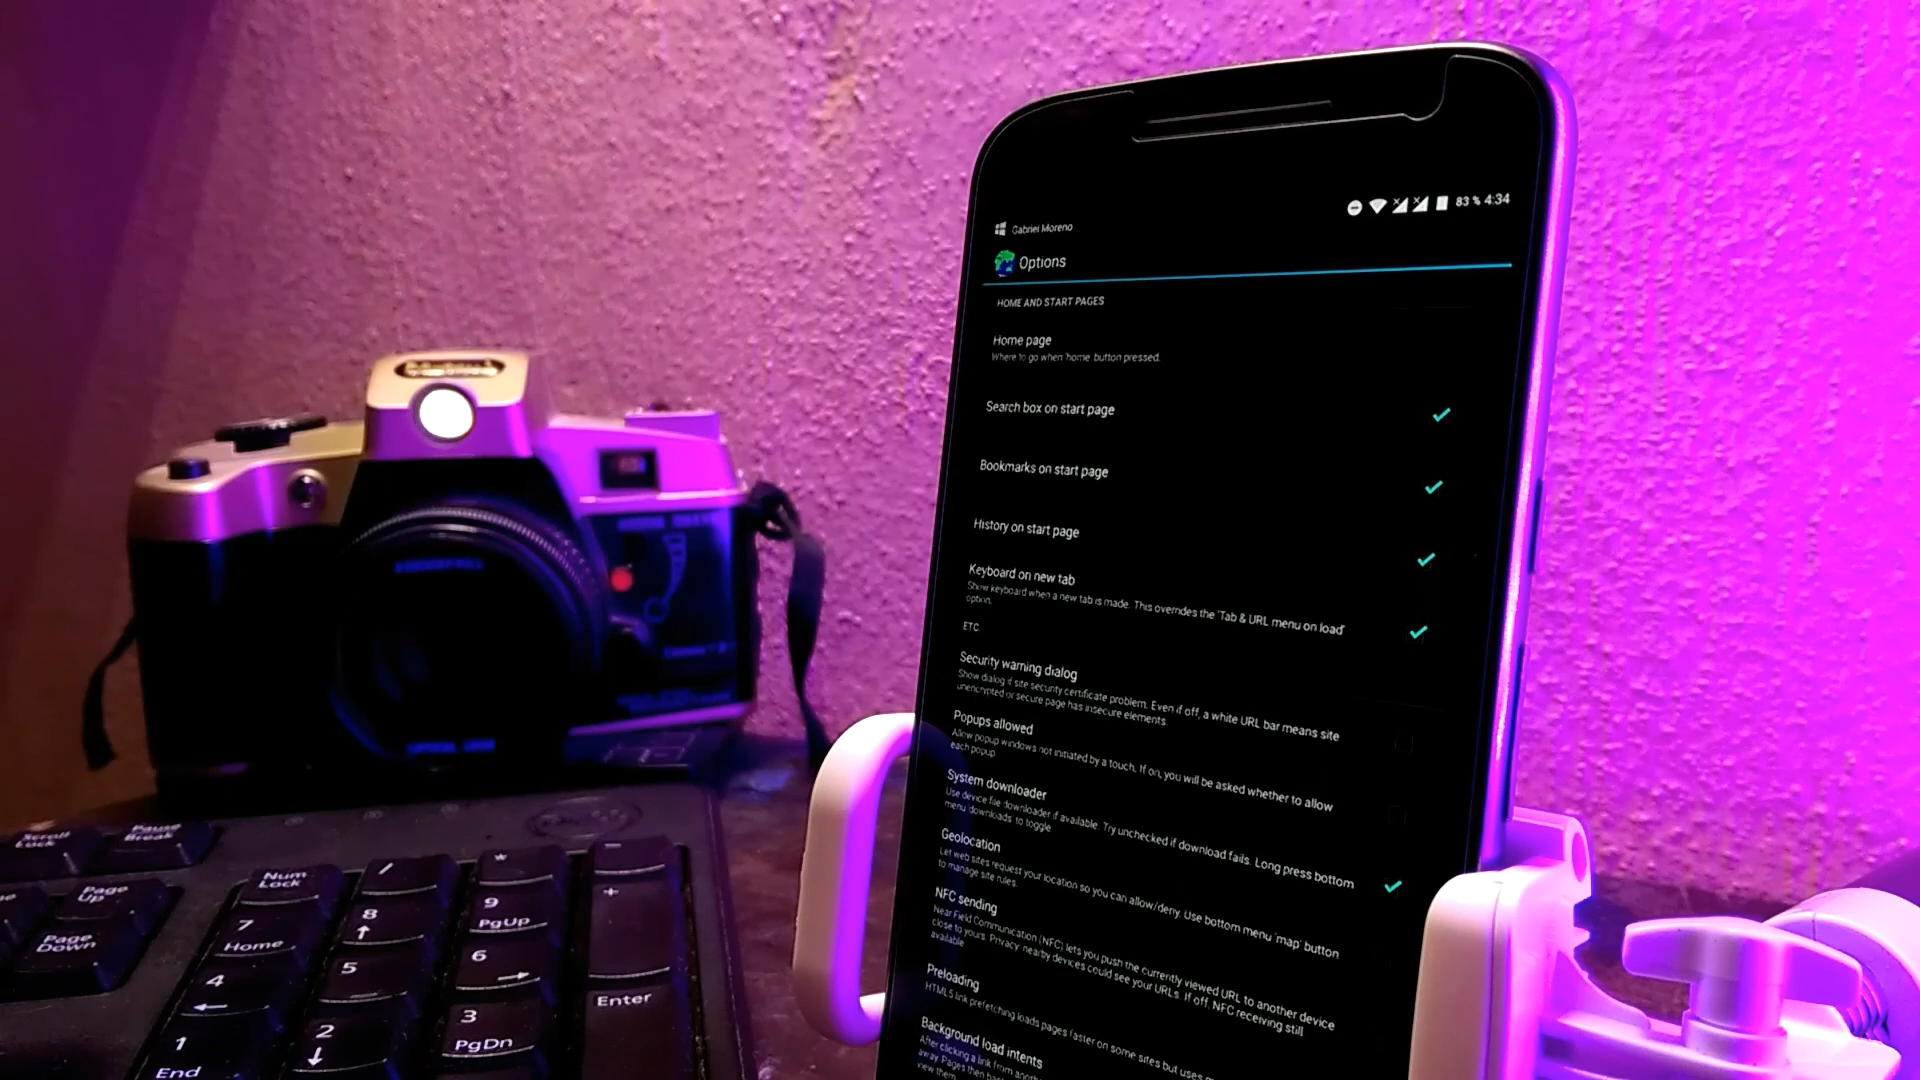 83 % 4:34
Gabriel Moreno
Options
HOME AND START PAGES
Home page
Where to go when 'home' button pressed.
Search box on start page
Bookmarks on start page
History on start page
Keyboard on new tab
Show keyboard when a new tab is made. This overrides the 'Tab & URL menu on load'
option.
ETC
Security warning dialog
Show dialog if site security certificate problem. Even if off, a white URL bar means site
unencrypted or secure page has insecure elements.
Popups allowed
Allow popup windows not initiated by a touch. If on, you will be asked whether to allow
each popup
System downloader
Use device file downloader if available. Try unchecked if download fails. Long press bottom
menu 'downloads' to toggle
Geolocation
Let web sites request your location so you can allow/deny. Use bottom menu 'map' button
to manage site rules.
NFC sending
Near Field Communication (NFC) lets you push the currently viewed URL to another device
close to yours. Privacy: nearby devices could see your URLs. If off, NFC receiving still
available
Preloading
HTML5 link prefetching loads pages faster on some sites but uses
Background load intents
After clicking a link from
away. Pages then
view them
Scroll
Lock
Pause
Break
Page
Up
Page
Down
Num
Lock
/
*
-
7
Home
8
↑
9
PgUp
+
4
←
5
6
→
1
End
2
↓
3
PgDn
Enter